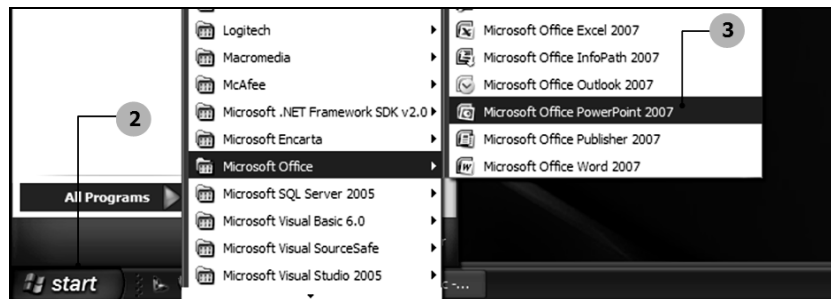 Logitech
Macromedia
McAfee
Microsoft .NET Framework SDK v2.0
Microsoft Encarta
Microsoft Office
Microsoft SQL Server 2005
Microsoft Visual Basic 6.0
Microsoft Visual SourceSafe
Microsoft Visual Studio 2005
Microsoft Office Excel 2007
Microsoft Office InfoPath 2007
Microsoft Office Outlook 2007
Microsoft Office PowerPoint 2007
Microsoft Office Publisher 2007
Microsoft Office Word 2007
3
2
All Programs
start